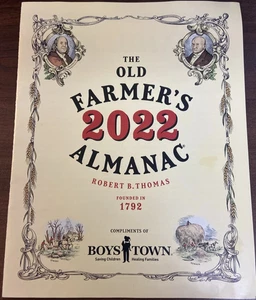 THE
OLD
FARMER'S
2022
ALMANAC®
ROBERT B. THOMAS
FOUNDED IN
1792
COMPLIMENTS OF
BOYS TOWN®
Saving Children Healing Families